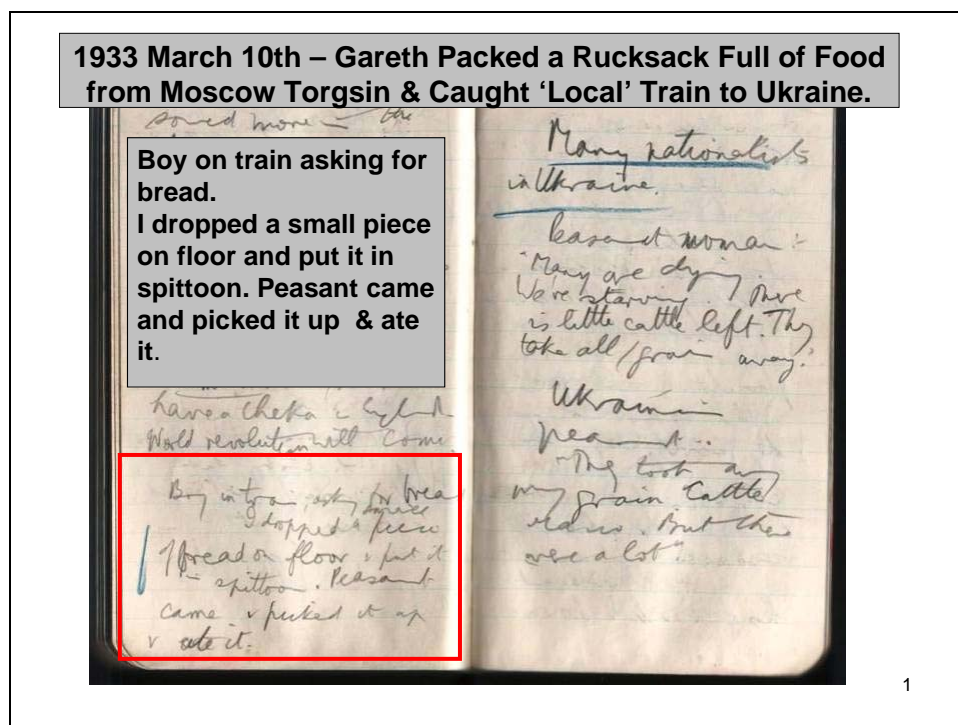 1933 March 10th – Gareth Packed a Rucksack Full of Food
from Moscow Torgsin & Caught ‘Local’ Train to Ukraine.
more the
Boy on train asking for
bread.
I dropped a small piece
on floor and put it in
spittoon. Peasant came
and picked it up & ate
it.
have a Cheka in
World revolution will come
Boy in train asking for brea
I dropped a small piece
of bread on floor & put it
in spittoon. Peasant
came & picked it up
& ate it.
Many nationalists
in Ukraine.
Peasant woman :-
"Many are dying.
We're starving. There
is little cattle left. They
take all / grain away."
Ukrainian
peasant ..
"They took
my grain Cattle
But there
were a lot"
1